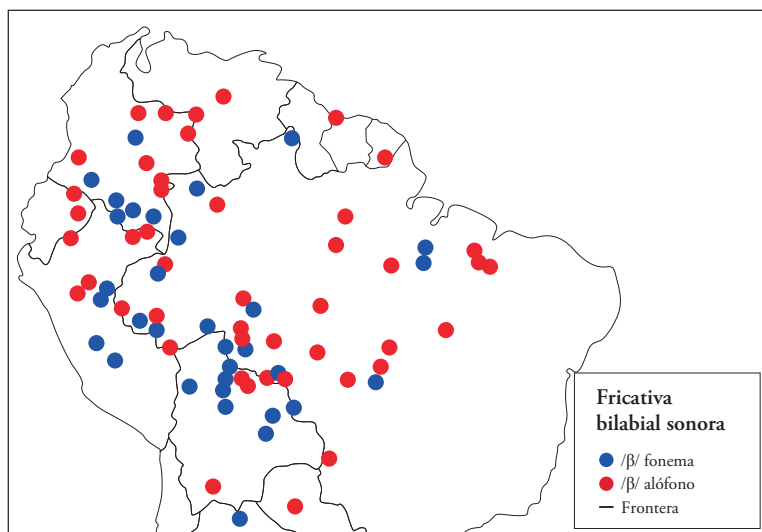 Fricativa
bilabial sonora
/β/ fonema
/β/ alófono
Frontera